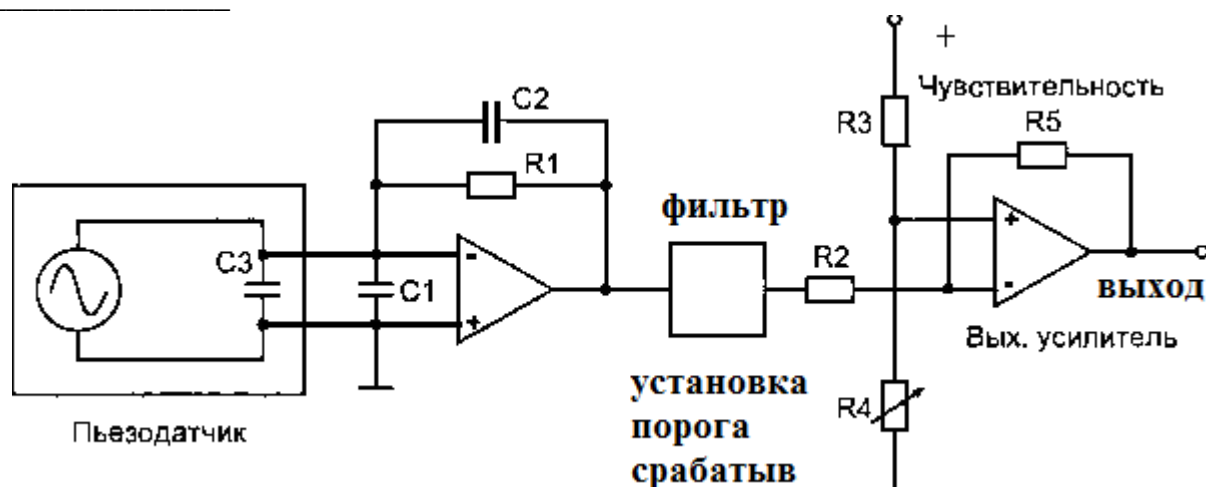 +
Чувствительность
C2
R3
R5
R1
фильтр
+
-
C3
C1
R2
+
-
выход
Вых. усилитель
установка
порога
срабатыв
R4
Пьезодатчик